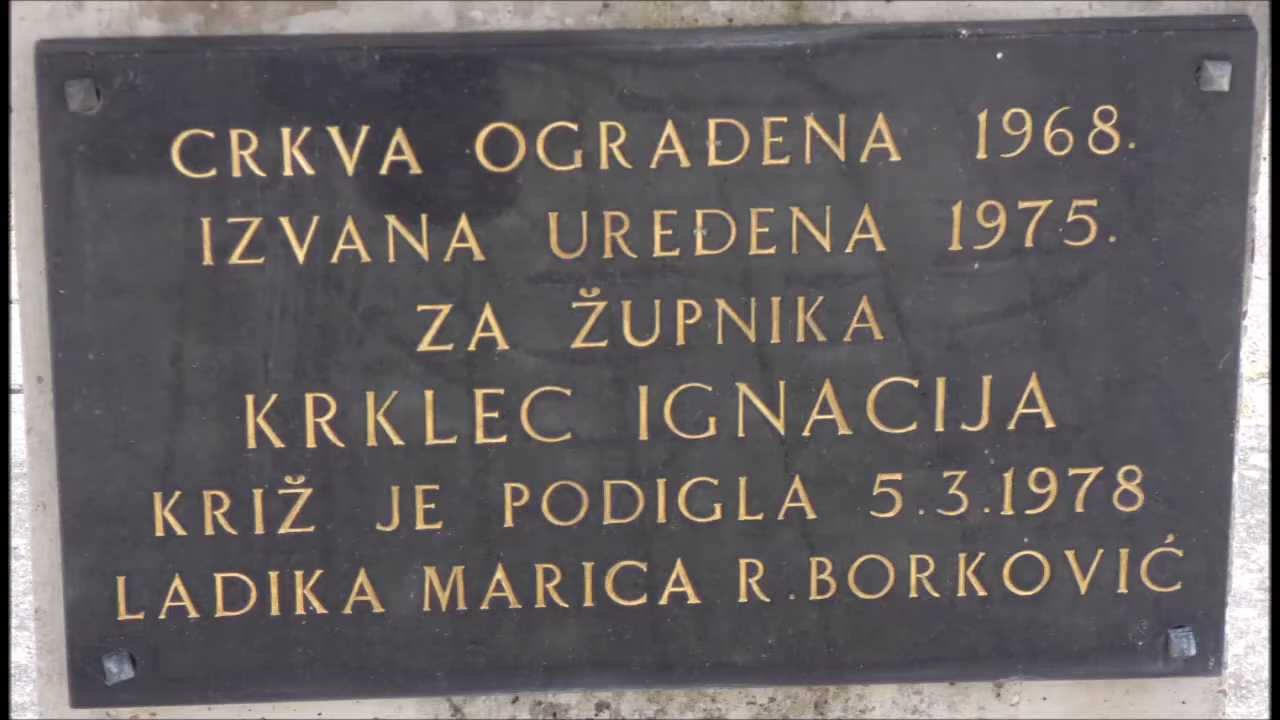 CRKVA OGRAĐENA 1968.
IZVANA UREĐENA 1975.
ZA ŽUPNIKA
KRKLEC IGNACIJA
KRIŽ JE PODIGLA 5.3.1978
LADIKA MARICA R.BORKOVIĆ